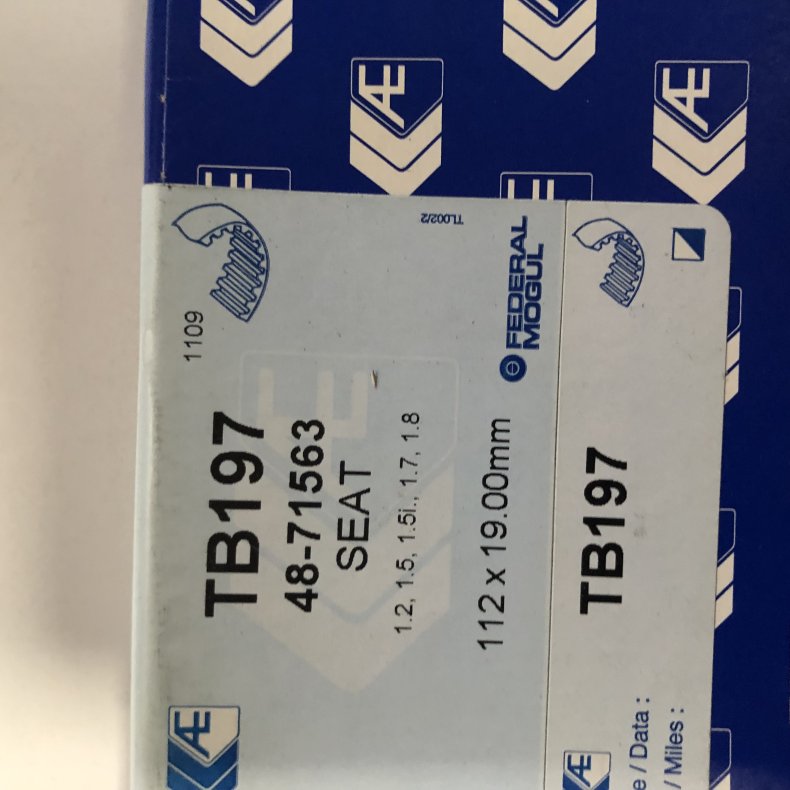 Æ
Æ
Æ
TL002/2
1109
TB197
48-71563
SEAT
1.2, 1.5, 1.5i., 1.7, 1.8
112 x 19.00mm
FEDERAL
MOGUL
Æ
TB197
e / Data :
/ Miles :
Æ